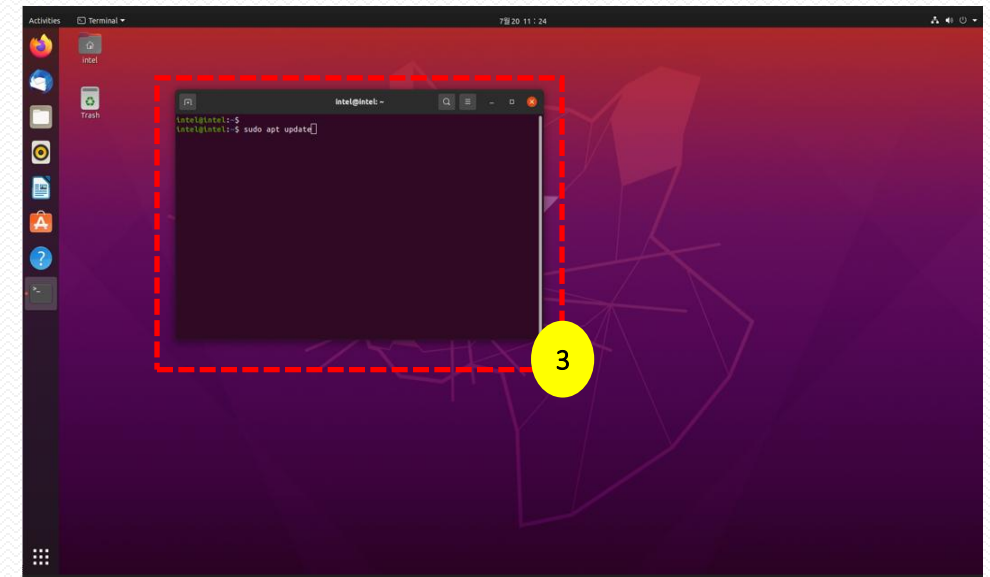 Activities Terminal 7월 20 11 : 24
intel
Trash
intel@intel: ~
intel@intel:~$
intel@intel:~$ sudo apt update
3